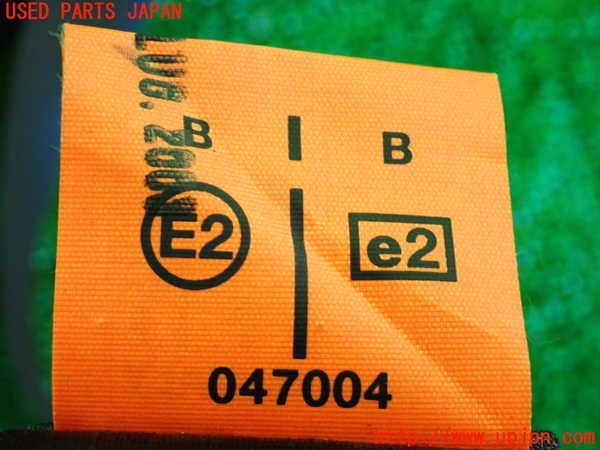 USED PARTS JAPAN
B B
E2 e2
047004
http://www.upjon.com/